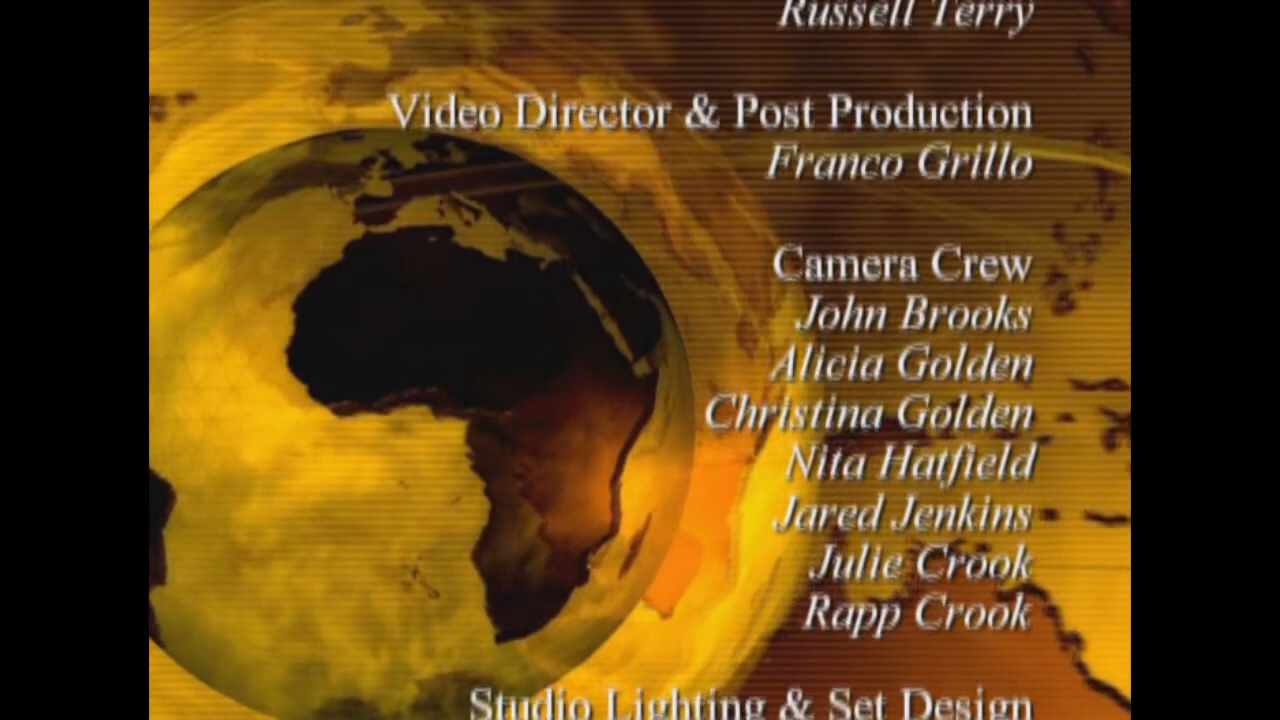 Russell Terry
Video Director & Post Production
Franco Grillo
Camera Crew
John Brooks
Alicia Golden
Christina Golden
Nita Hatfield
Jared Jenkins
Julie Crook
Rapp Crook
Studio Lighting & Set Design